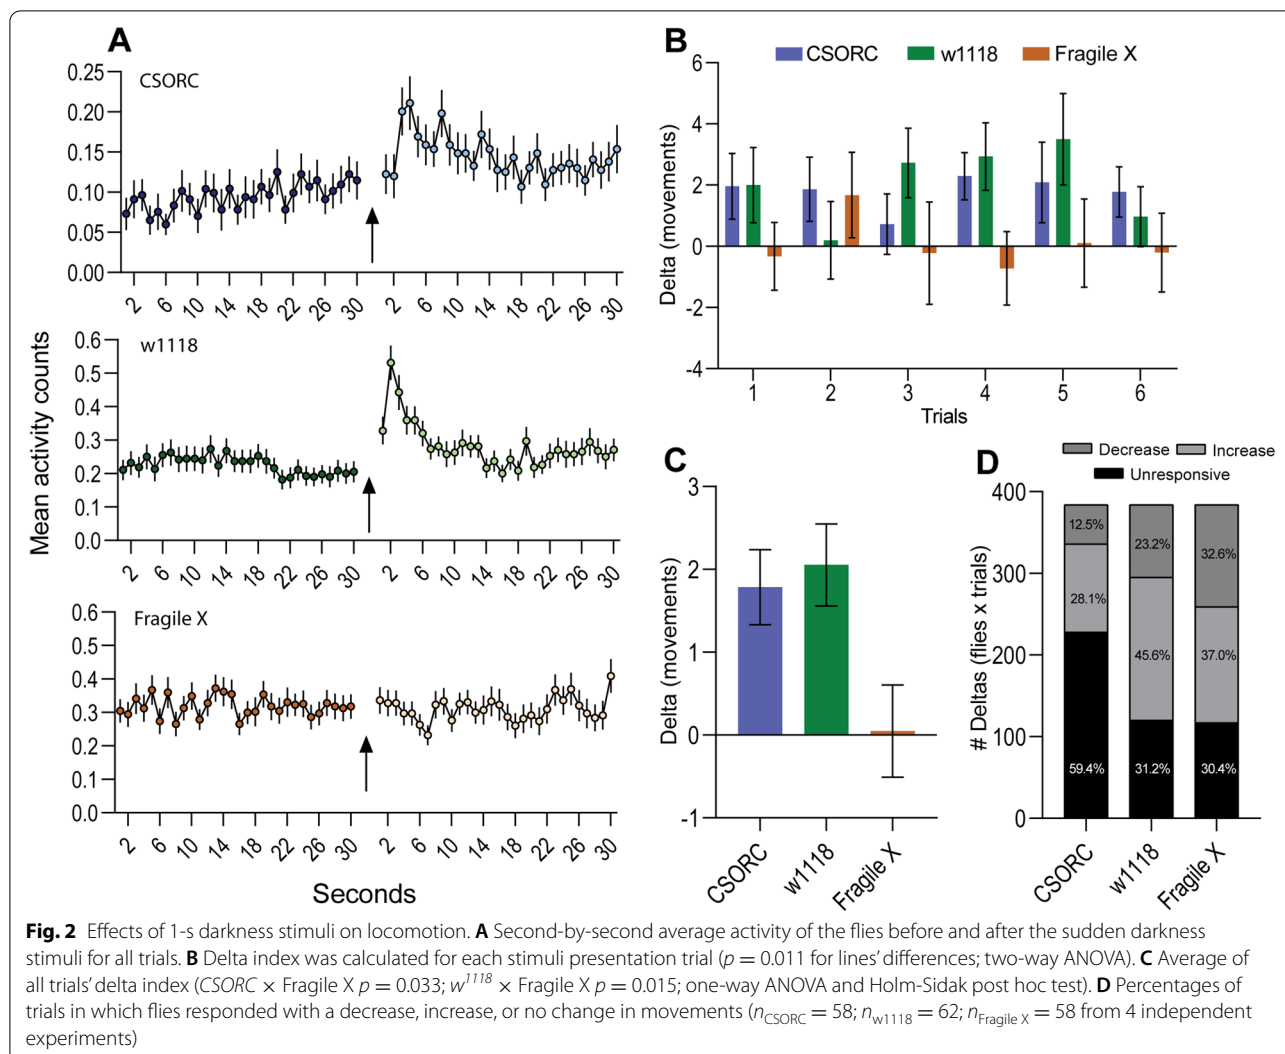 A
CSORC
0.25
0.20
0.15
0.10
0.05
0.00
2 6 10 14 18 22 26 30 2 6 10 14 18 22 26 30
w1118
0.6
0.5
0.4
0.3
0.2
0.1
0.0
2 6 10 14 18 22 26 30 2 6 10 14 18 22 26 30
Mean activity counts
Fragile X
0.6
0.5
0.4
0.3
0.2
0.1
0.0
2 6 10 14 18 22 26 30 2 6 10 14 18 22 26 30
Seconds
B
CSORC w1118 Fragile X
6
4
2
0
-2
-4
Delta (movements)
1 2 3 4 5 6
Trials
C
3
2
1
0
-1
Delta (movements)
CSORC w1118 Fragile X
D
Decrease Increase
Unresponsive
400
300
200
100
0
# Deltas (flies x trials)
12.5% 23.2% 32.6%
28.1% 45.6% 37.0%
59.4% 31.2% 30.4%
CSORC w1118 Fragile X
Fig. 2 Effects of 1-s darkness stimuli on locomotion. A Second-by-second average activity of the flies before and after the sudden darkness
stimuli for all trials. B Delta index was calculated for each stimuli presentation trial (p = 0.011 for lines' differences; two-way ANOVA). C Average of
all trials' delta index (CSORC × Fragile X p = 0.033; w1118 × Fragile X p = 0.015; one-way ANOVA and Holm-Sidak post hoc test). D Percentages of
trials in which flies responded with a decrease, increase, or no change in movements (nCSORC = 58; nw1118 = 62; nFragile X = 58 from 4 independent
experiments)